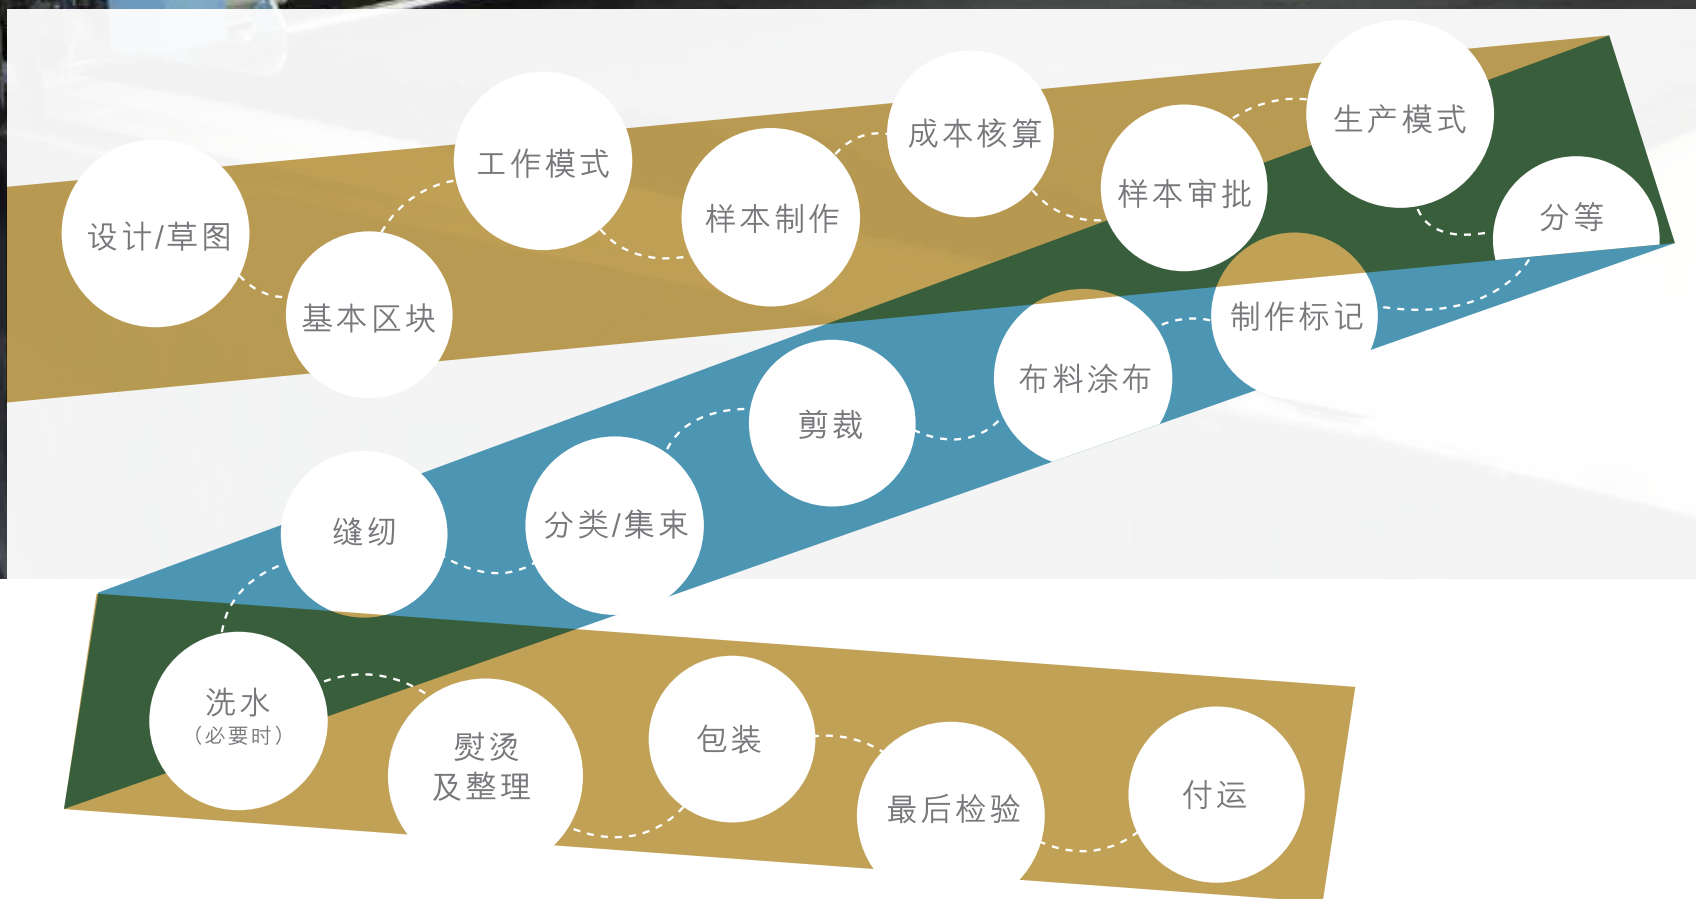 设计/草图
基本区块
工作模式
样本制作
成本核算
样本审批
生产模式
分等
制作标记
布料涂布
剪裁
分类/集束
缝纫
洗水
（必要时）
熨烫
及整理
包装
最后检验
付运